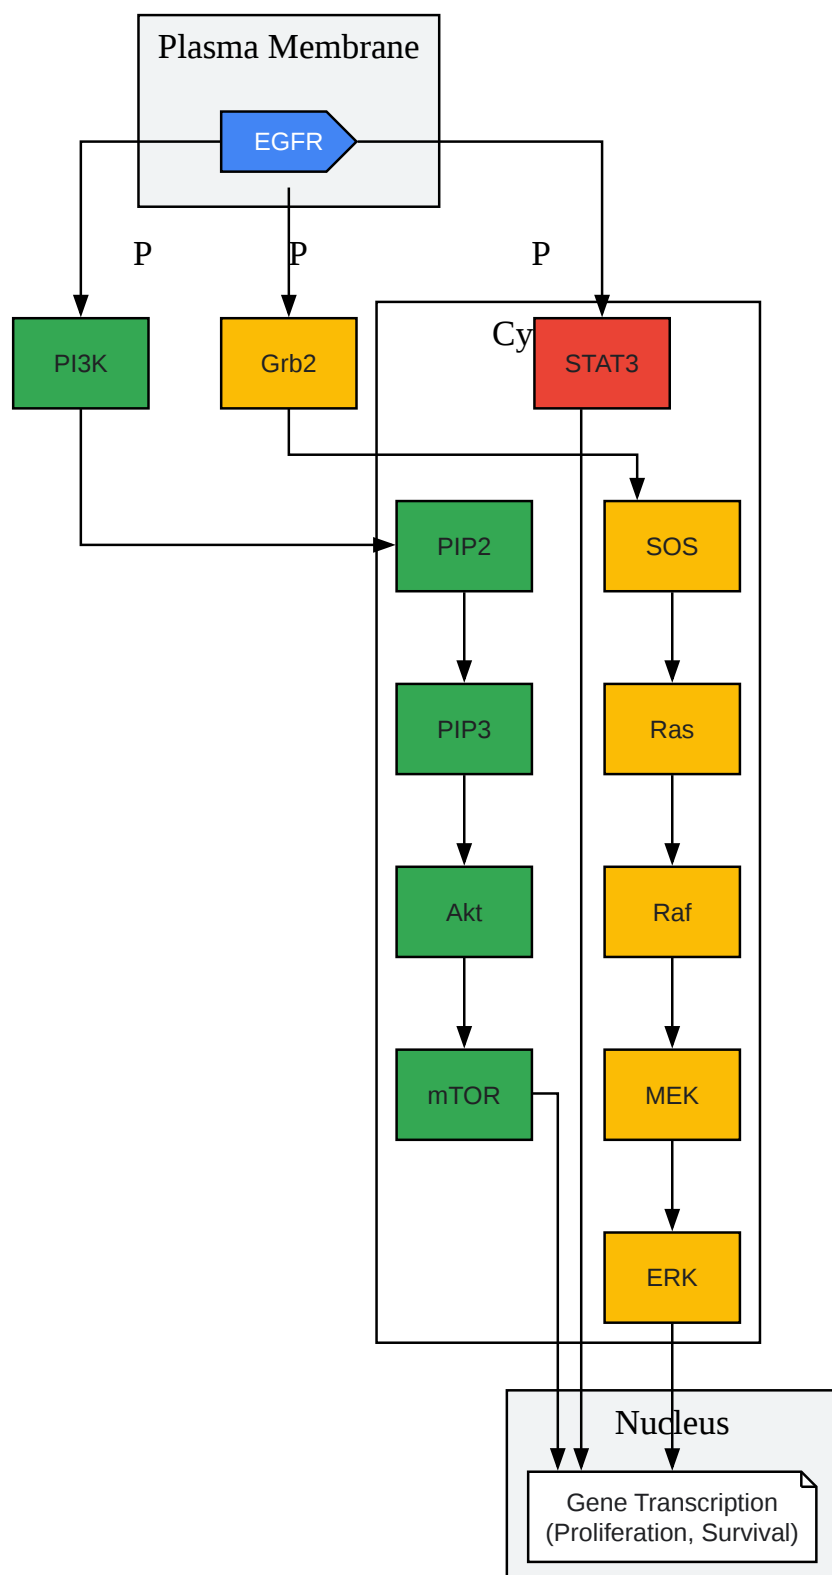 Plasma Membrane
EGFR
P
P
P
Cy
PI3K
Grb2
STAT3
PIP2
SOS
PIP3
Ras
Akt
Raf
mTOR
MEK
ERK
Nucleus
Gene Transcription
(Proliferation, Survival)